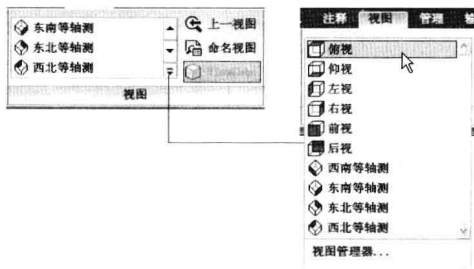 东南等轴测
东北等轴测
西北等轴测
上一视图
命名视图
视图
注释 视图 管理
俯视
仰视
左视
右视
前视
后视
西南等轴测
东南等轴测
东北等轴测
西北等轴测
视图管理器...